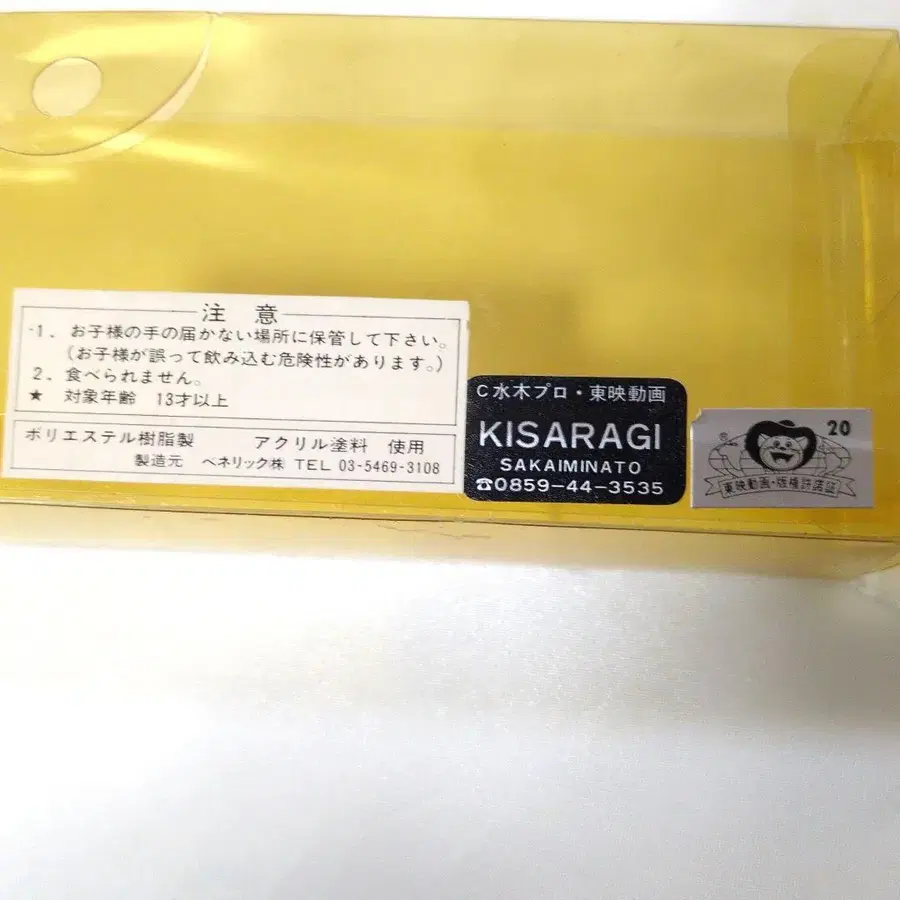 注意
1. お子様の手の届かない場所に保管して下さい。
(お子様が誤って飲み込む危険性があります。)
2. 食べられません。
★ 対象年齢 13才以上
ポリエステル樹脂製 アクリル塗料 使用
製造元 ベネリック㈱ TEL 03-5469-3108
C水木プロ・東映動画
KISARAGI
SAKAIMINATO
☎0859-44-3535
20
東映動画・版権許諾証